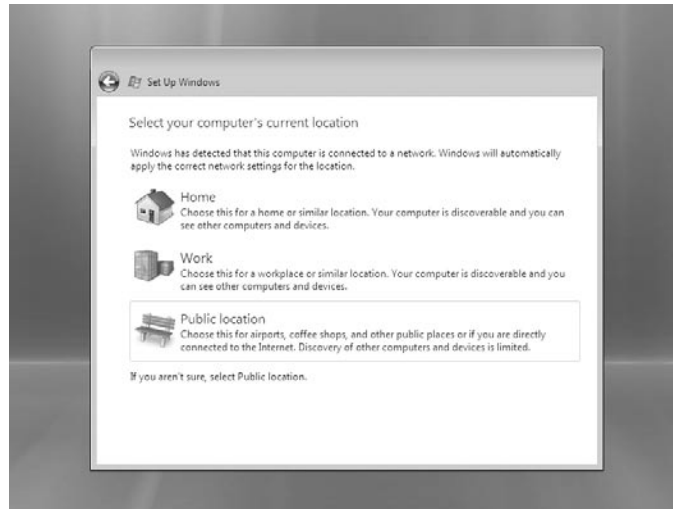 Set Up Windows
Select your computer's current location
Windows has detected that this computer is connected to a network. Windows will automatically
apply the correct network settings for the location.
Home
Choose this for a home or similar location. Your computer is discoverable and you can
see other computers and devices.
Work
Choose this for a workplace or similar location. Your computer is discoverable and you
can see other computers and devices.
Public location
Choose this for airports, coffee shops, and other public places or if you are directly
connected to the Internet. Discovery of other computers and devices is limited.
If you aren't sure, select Public location.